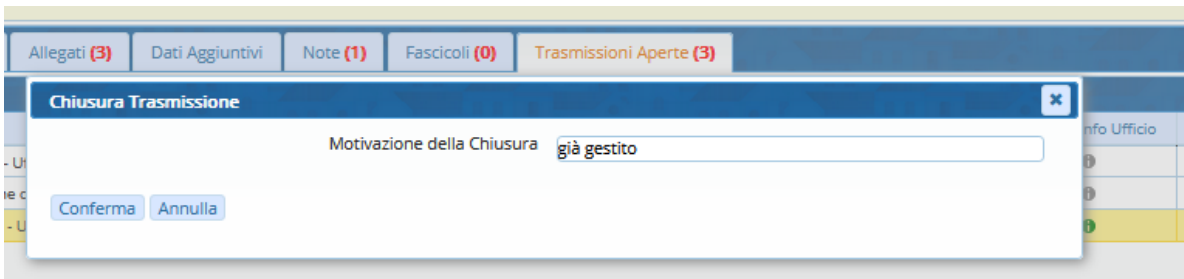 Allegati (3) Dati Aggiuntivi Note (1) Fascicoli (0) Trasmissioni Aperte (3)
Chiusura Trasmissione
Ufficio
Motivazione della Chiusura già gestito
Conferma Annulla